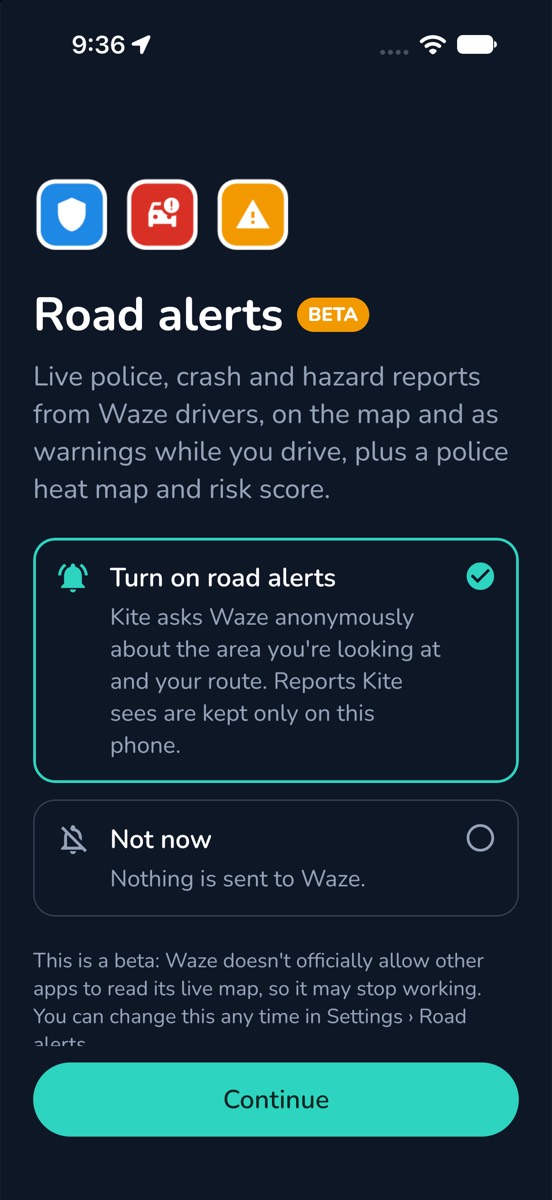 9:36
Road alerts BETA
Live police, crash and hazard reports
from Waze drivers, on the map and as
warnings while you drive, plus a police
heat map and risk score.
Turn on road alerts
Kite asks Waze anonymously
about the area you're looking at
and your route. Reports Kite
sees are kept only on this
phone.
Not now
Nothing is sent to Waze.
This is a beta: Waze doesn't officially allow other
apps to read its live map, so it may stop working.
You can change this any time in Settings › Road
alerts
Continue